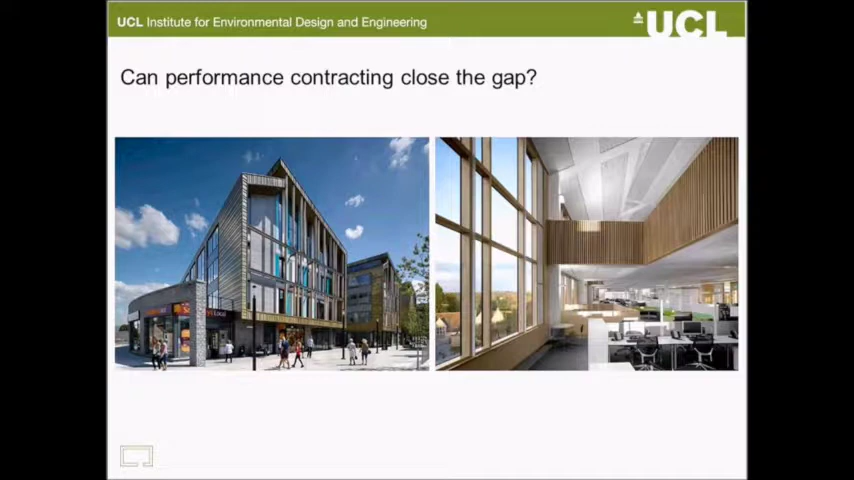 UCL Institute for Environmental Design and Engineering
UCL
Can performance contracting close the gap?